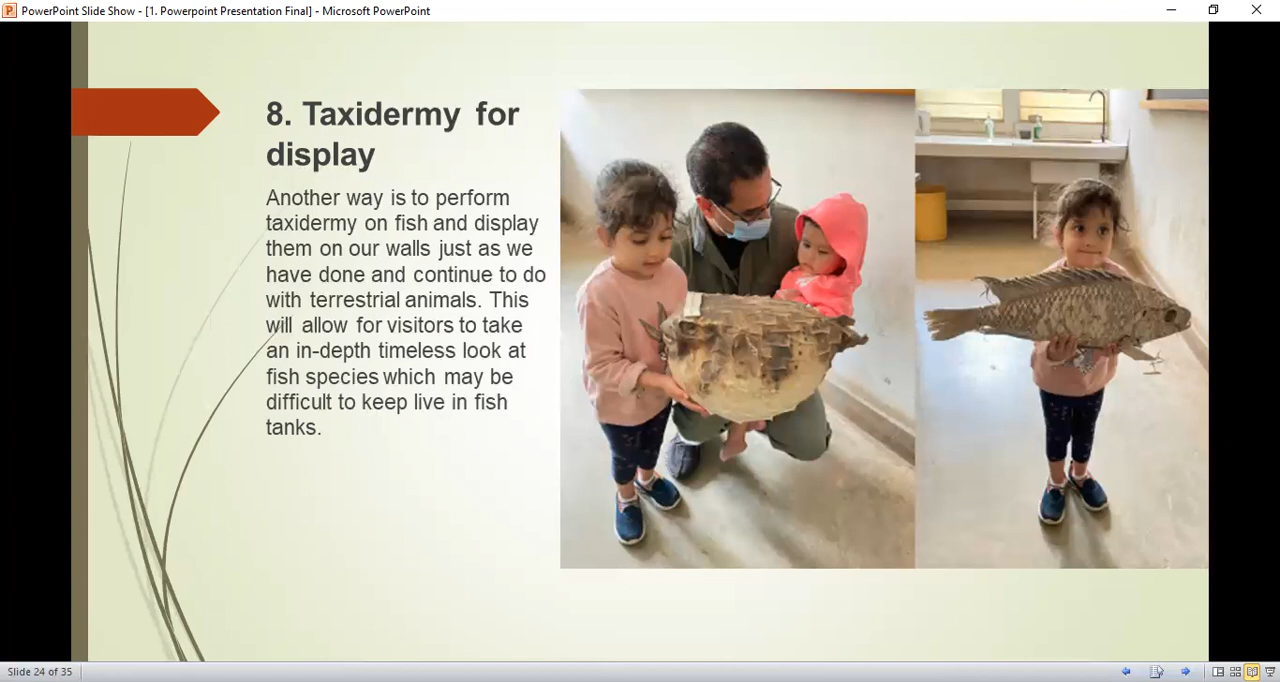 PowerPoint Slide Show - [1. Powerpoint Presentation Final] - Microsoft PowerPoint
8. Taxidermy for
display
Another way is to perform
taxidermy on fish and display
them on our walls just as we
have done and continue to do
with terrestrial animals. This
will allow for visitors to take
an in-depth timeless look at
fish species which may be
difficult to keep live in fish
tanks.
Slide 24 of 35